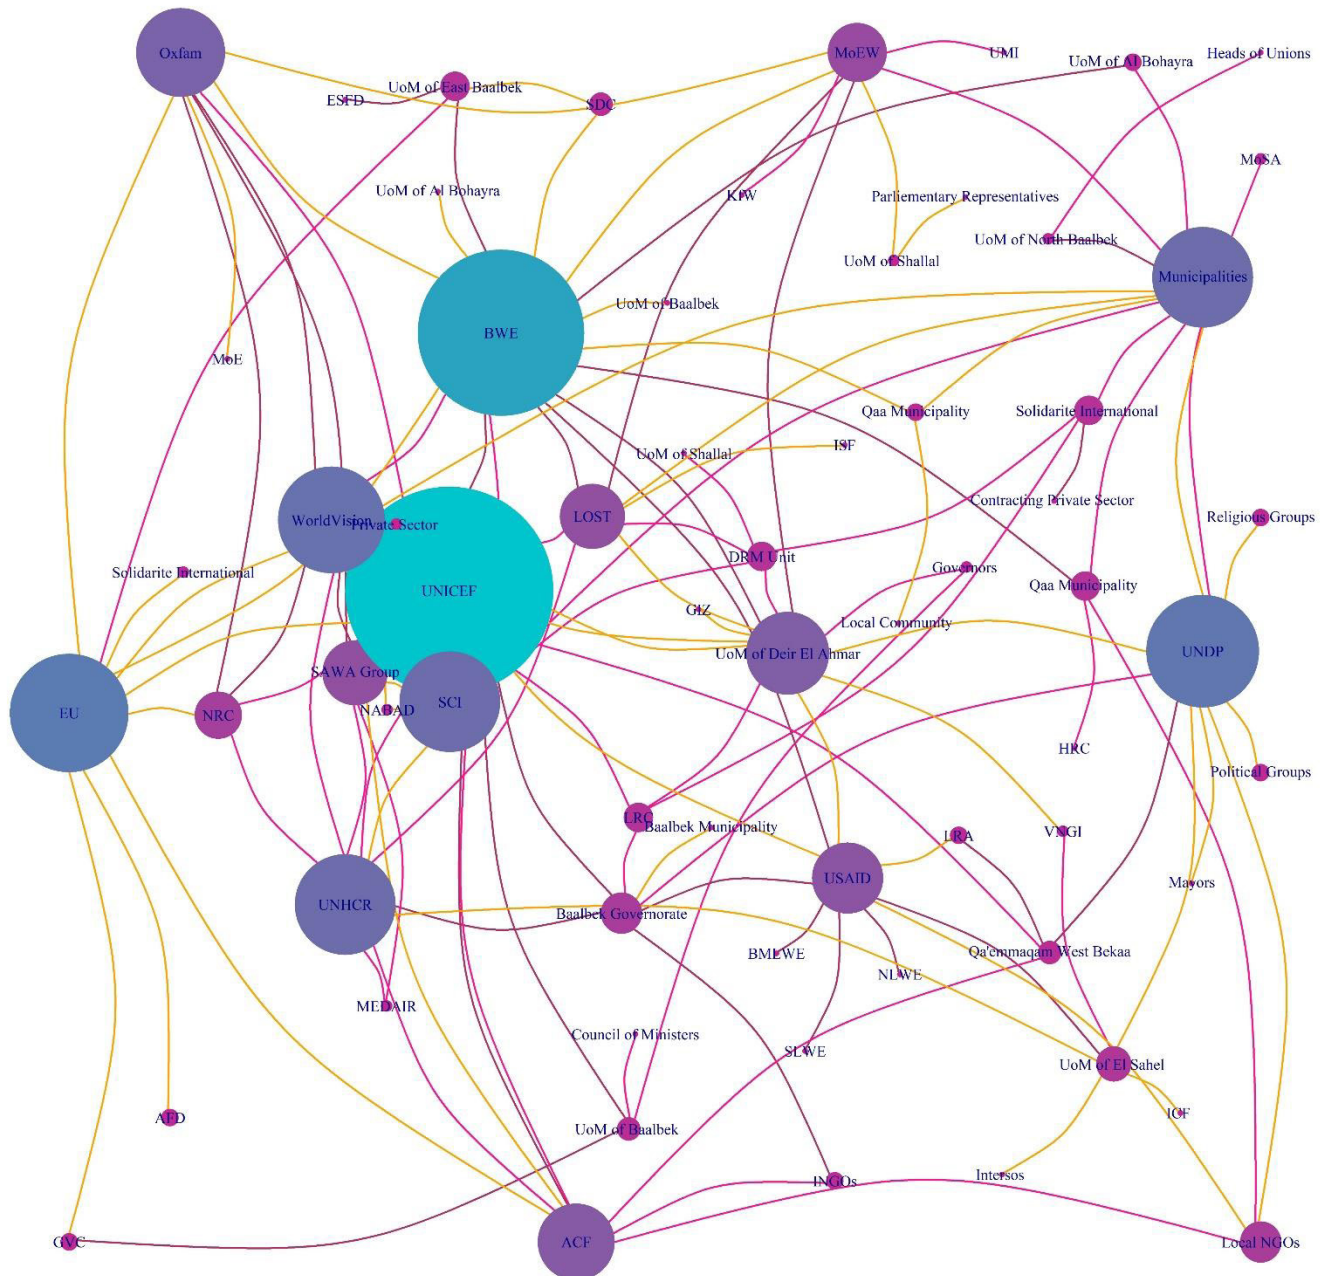 Oxfam
MoEW
UMI
UoM of Al Bohayra
Heads of Unions
ESFD
UoM of East Baalbek
SDC
MoSA
UoM of Al Bohayra
KfW
Parliementary Representatives
UoM of North Baalbek
UoM of Shallal
Municipalities
UoM of Baalbek
BWE
MoE
Qaa Municipality
Solidarite International
UoM of Shallal
ISF
Contracting Private Sector
WorldVision
Private Sector
LOST
Religious Groups
DRM Unit
Solidarite International
Governors
UNICEF
Qaa Municipality
GIZ
Local Community
UoM of Deir El Ahmar
UNDP
SAWA Group
SCI
NABAD
EU
NRC
HRC
Political Groups
LRC
Baalbek Municipality
LRA
VNGI
USAID
Mayors
UNHCR
Baalbek Governorate
BMLWE
Qa'emmaqam West Bekaa
NLWE
MEDAIR
Council of Ministers
SLWE
UoM of El Sahel
AFD
ICF
UoM of Baalbek
INGOs
Intersos
GVC
ACF
Local NGOs